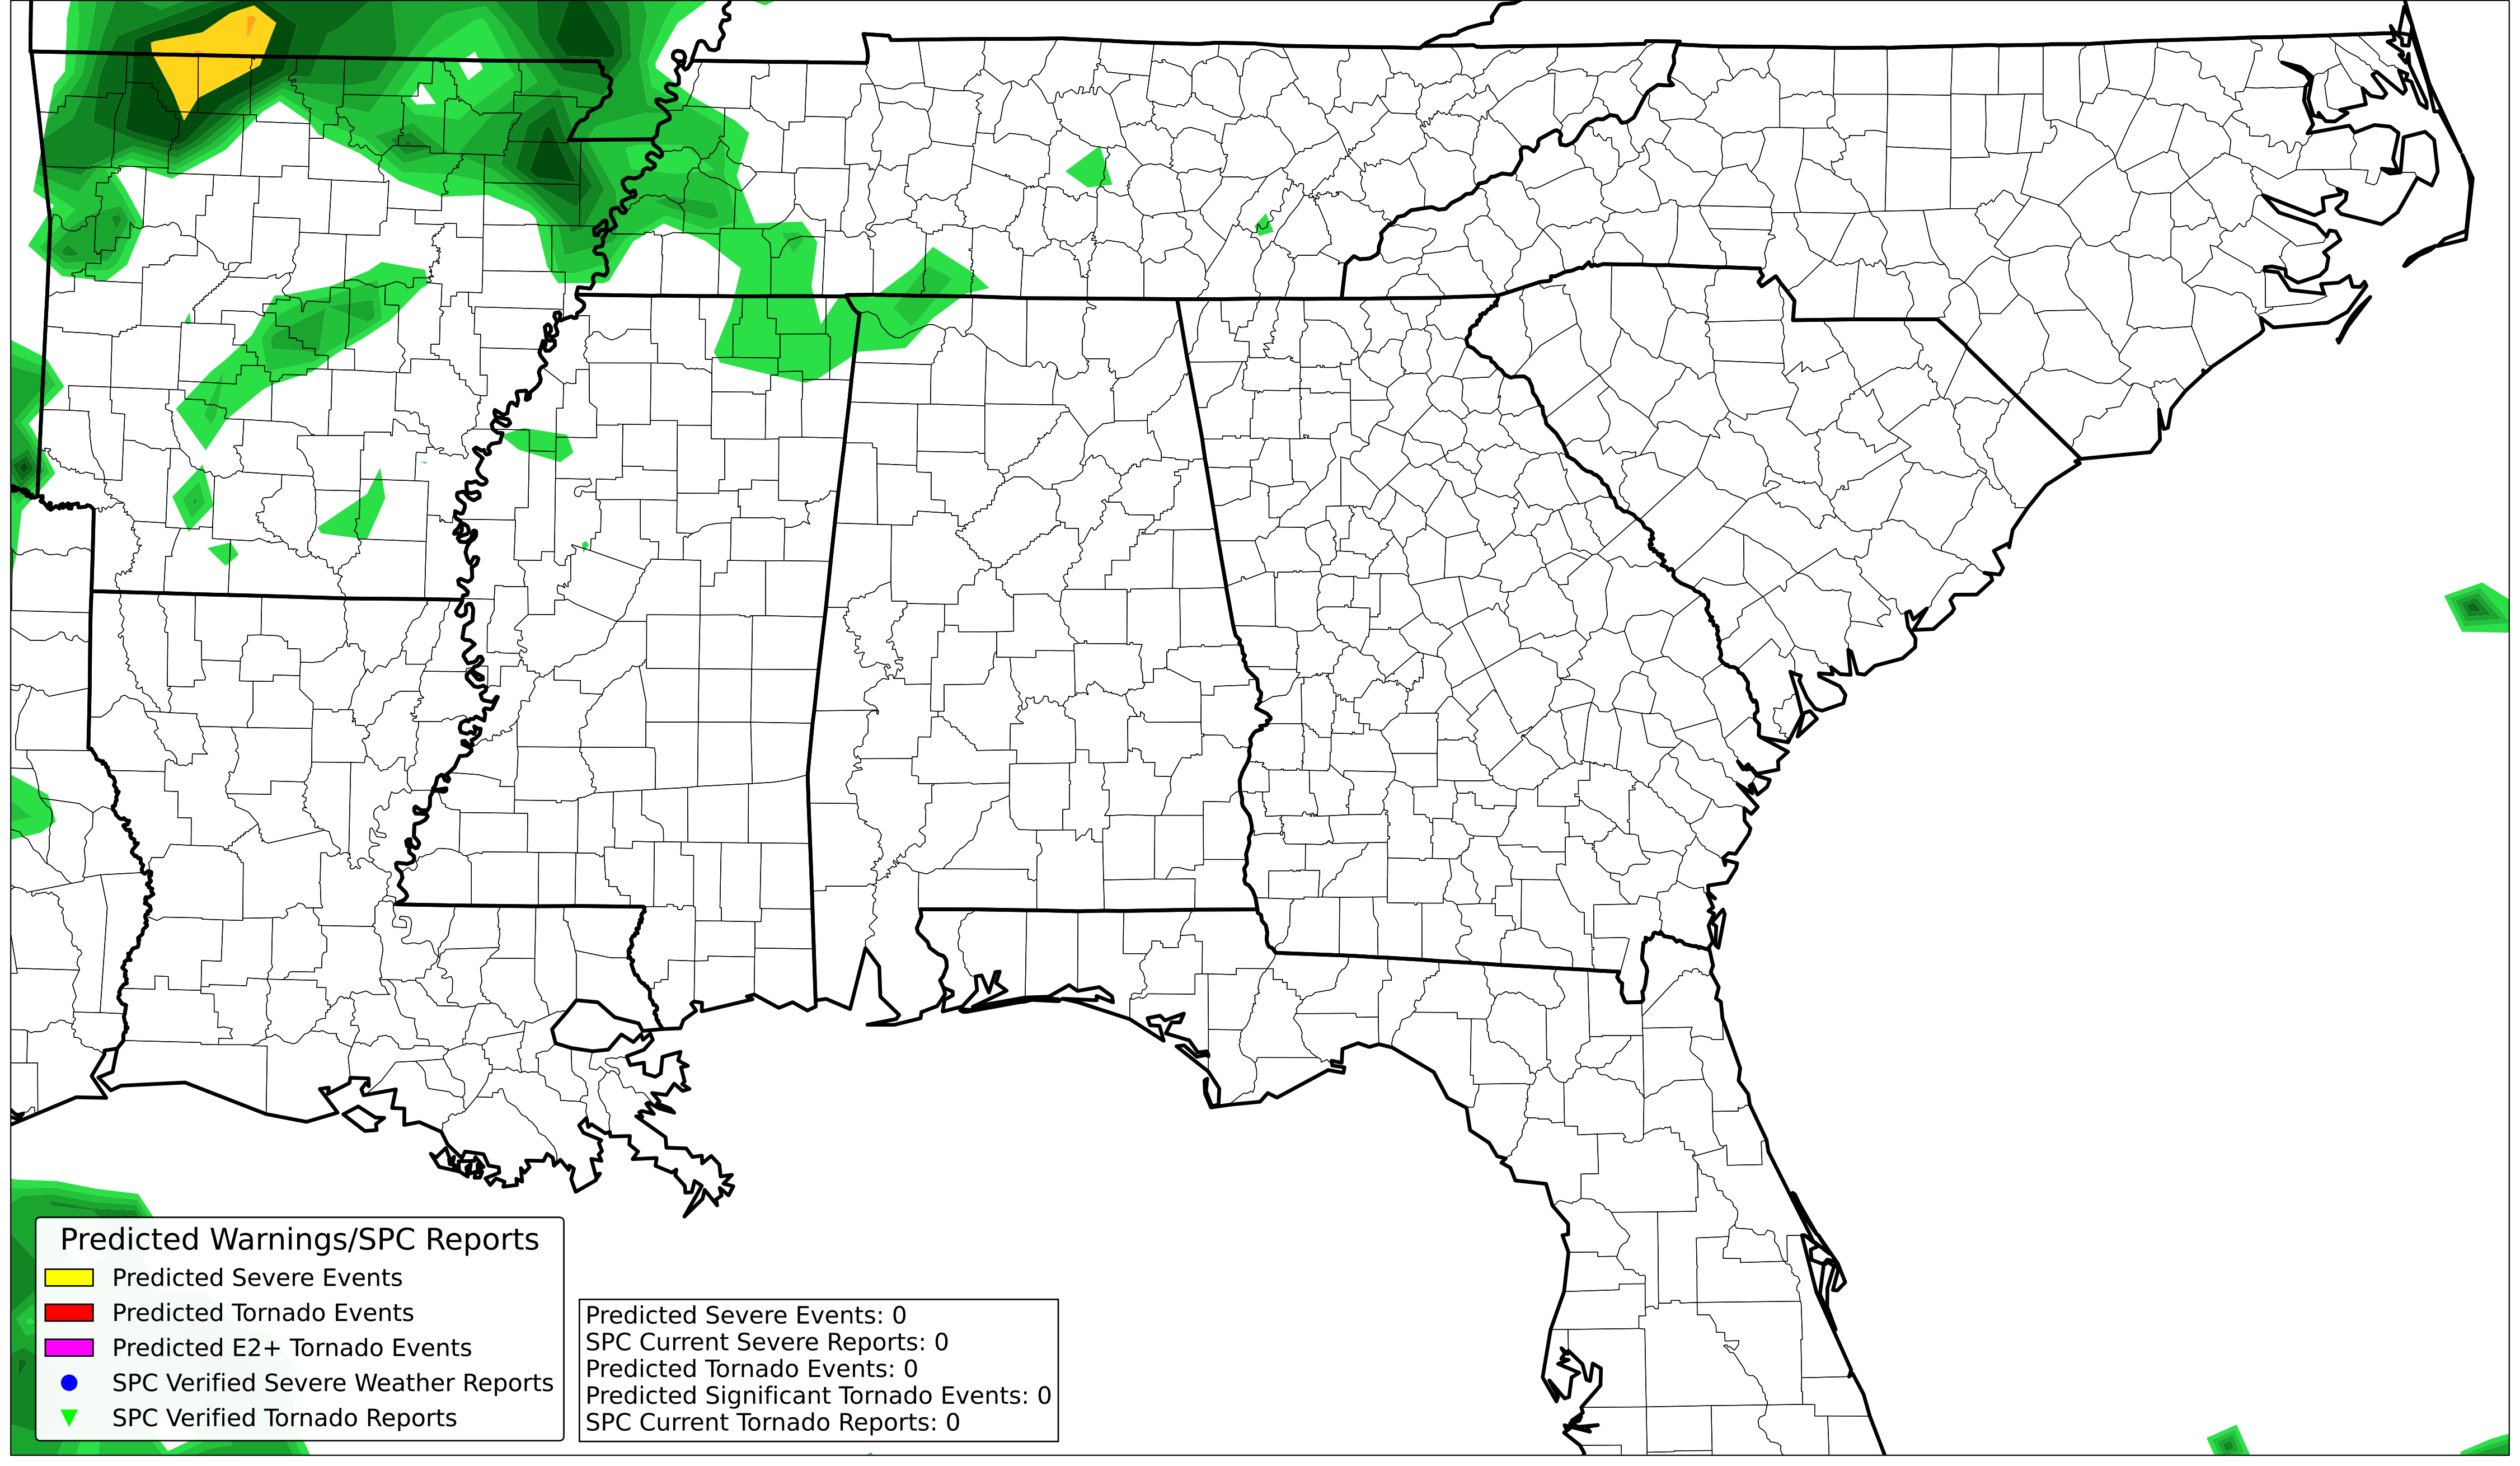 Predicted Warnings/SPC Reports
Predicted Severe Events
Predicted Tornado Events
Predicted E2+ Tornado Events
SPC Verified Severe Weather Reports
SPC Verified Tornado Reports
Predicted Severe Events: 0
SPC Current Severe Reports: 0
Predicted Tornado Events: 0
Predicted Significant Tornado Events: 0
SPC Current Tornado Reports: 0